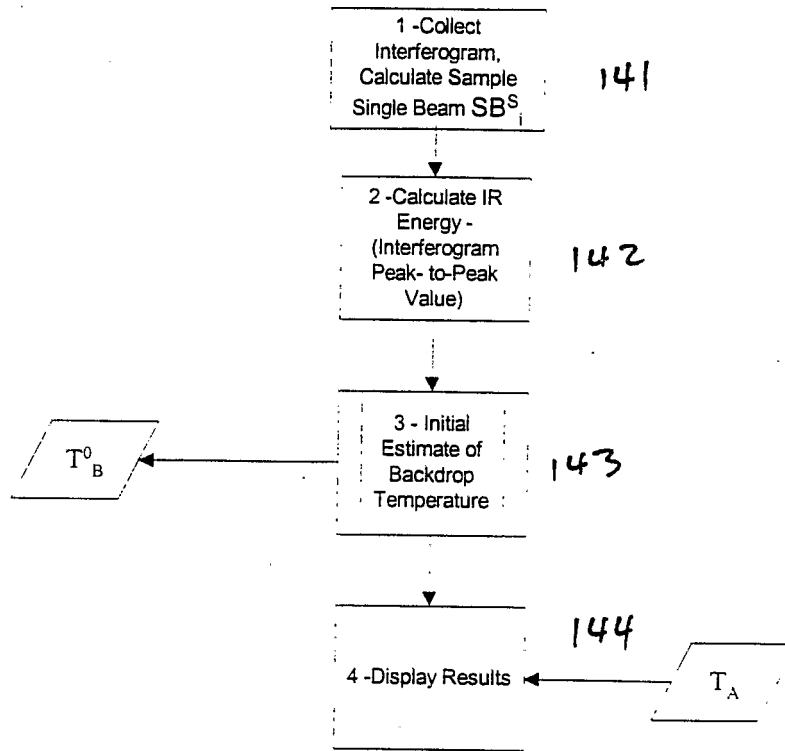 1 -Collect
Interferogram,
Calculate Sample
Single Beam SB^S_i
141
2 -Calculate IR
Energy -
(Interferogram
Peak- to-Peak
Value)
142
3 - Initial
Estimate of
Backdrop
Temperature
143
T^0_B
144
4 -Display Results
T_A